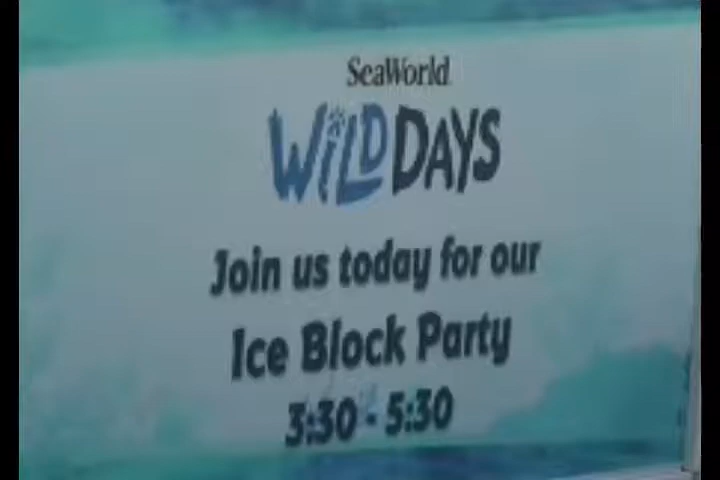 SeaWorld
WiLD DAYS
Join us today for our
Ice Block Party
3:30 - 5:30